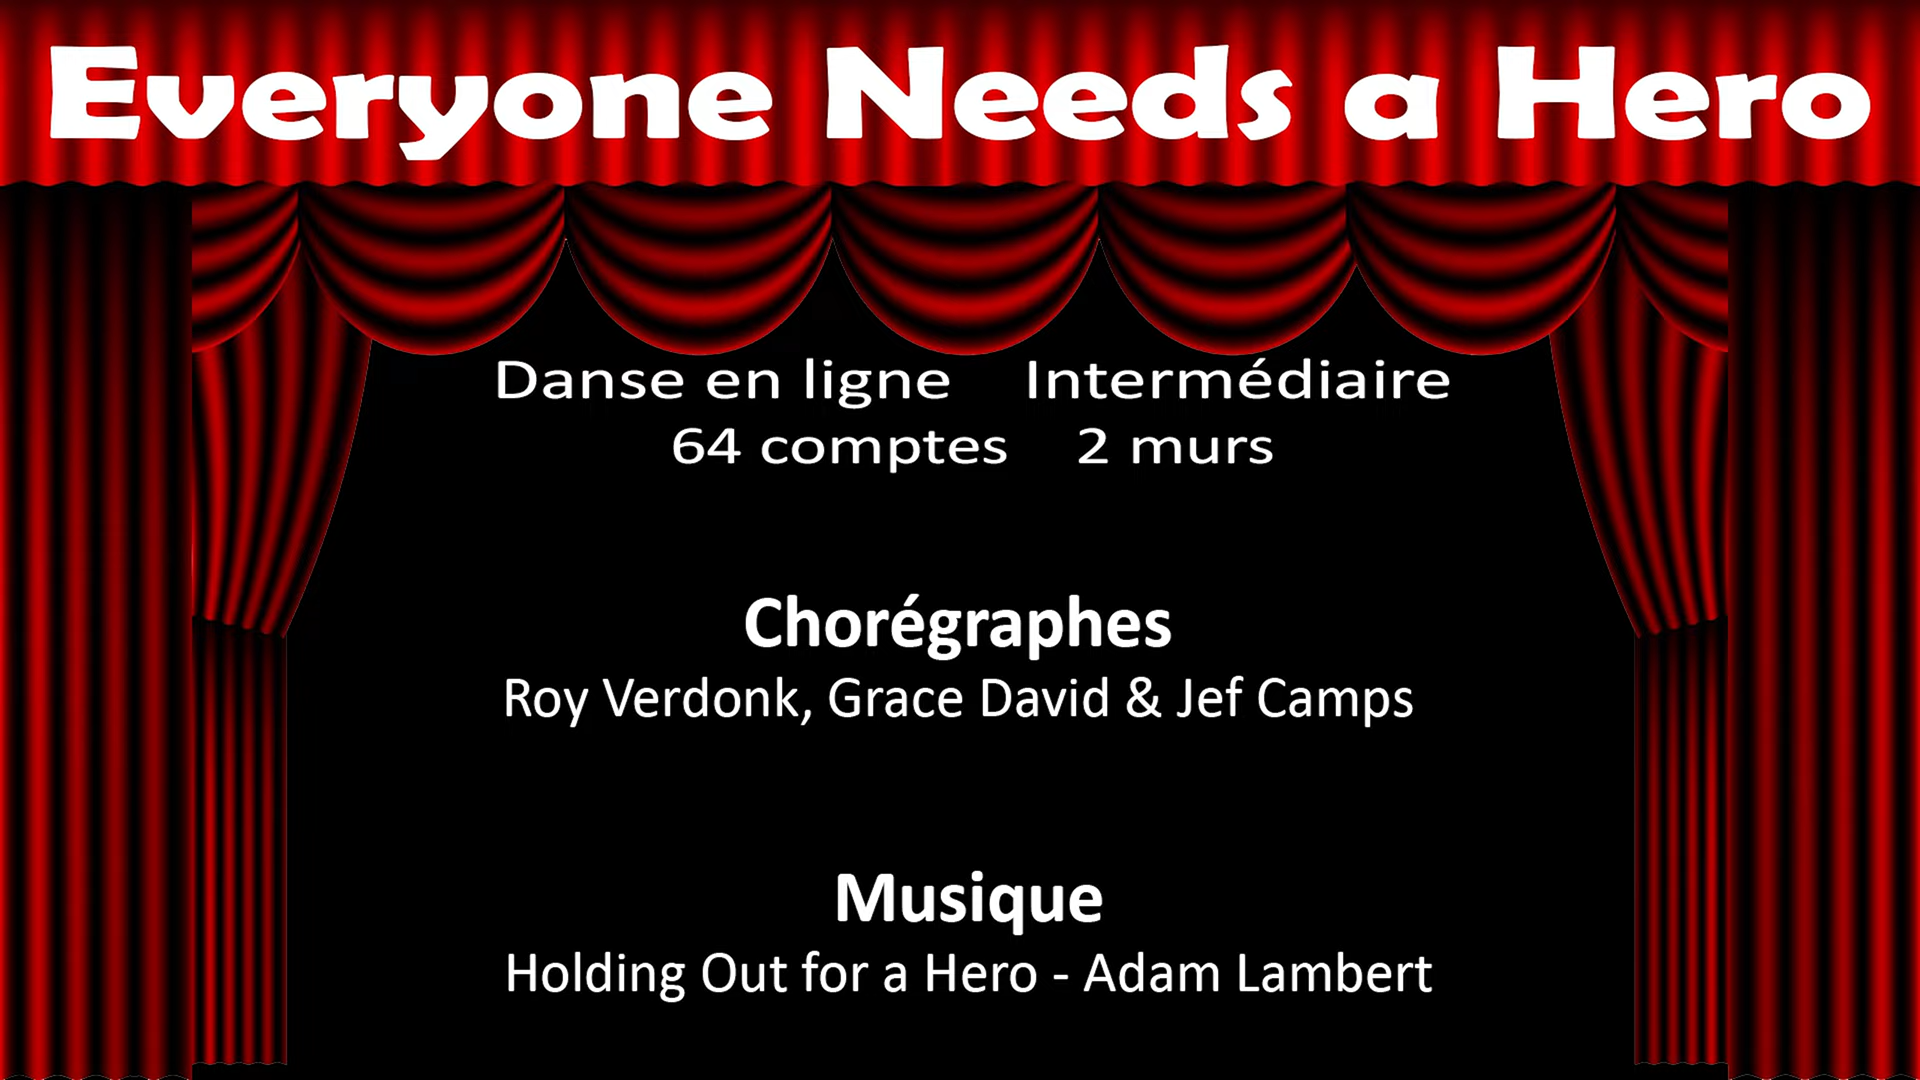 Everyone Needs a Hero
Danse en ligne    Intermédiaire
64 comptes    2 murs
Chorégraphes
Roy Verdonk, Grace David & Jef Camps
Musique
Holding Out for a Hero - Adam Lambert